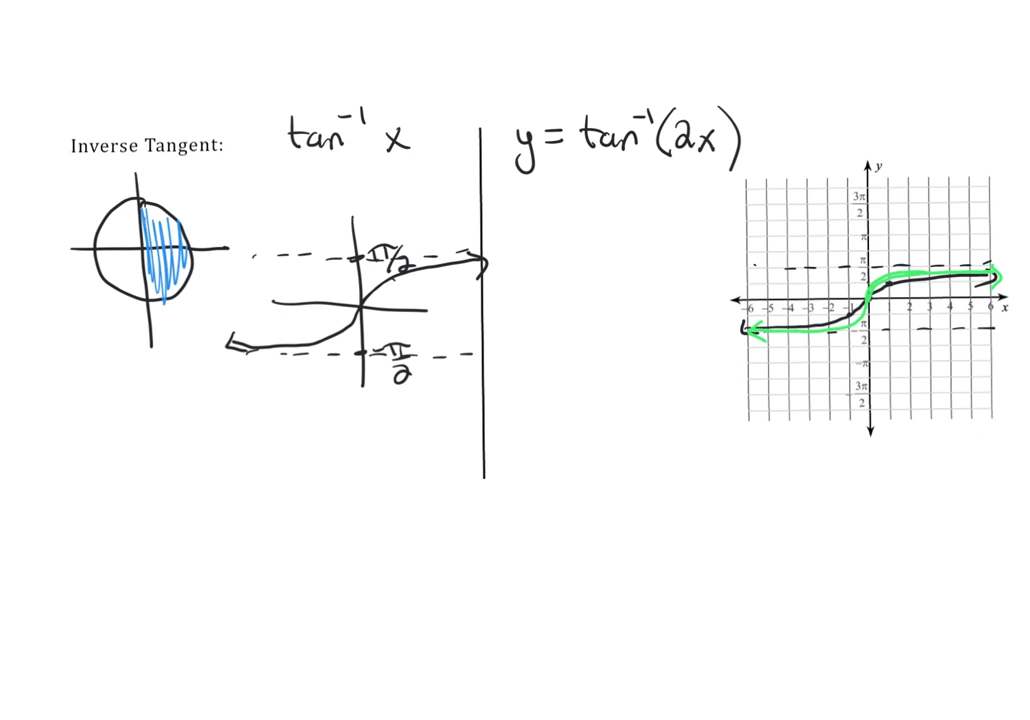 Inverse Tangent:
tan⁻¹ x
π/2
-π/2
y = tan⁻¹(2x)
y
3π/2
π
π/2
-6 -5 -4 -3 -2 -1 2 3 4 5 6 x
-π/2
-π
-3π/2